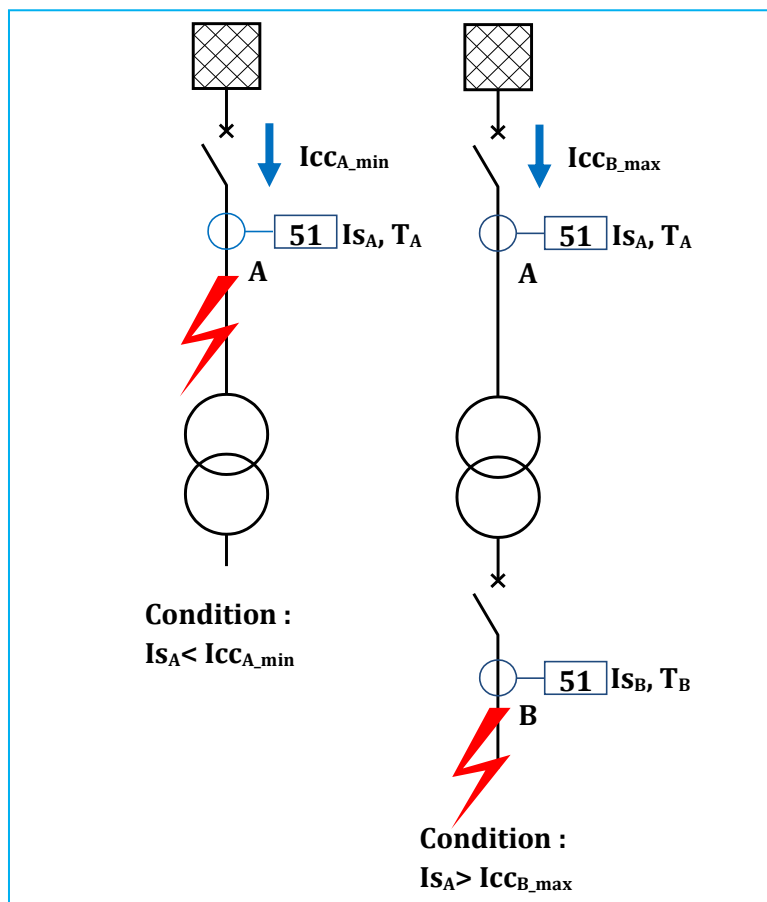 IccA_min
51 IsA, TA
A
Condition :
IsA< IccA_min
IccB_max
51 IsA, TA
A
51 IsB, TB
B
Condition :
IsA> IccB_max